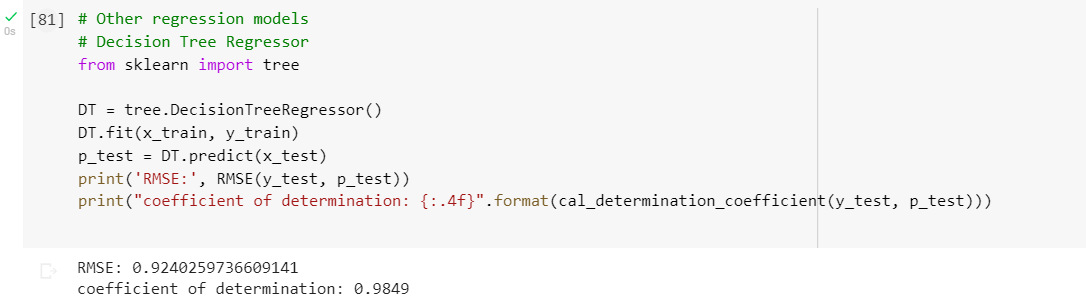 [81] # Other regression models
0s
# Decision Tree Regressor
from sklearn import tree
DT = tree.DecisionTreeRegressor()
DT.fit(x_train, y_train)
p_test = DT.predict(x_test)
print('RMSE:', RMSE(y_test, p_test))
print("coefficient of determination: {:.4f}".format(cal_determination_coefficient(y_test, p_test)))
RMSE: 0.9240259736609141
coefficient of determination: 0.9849